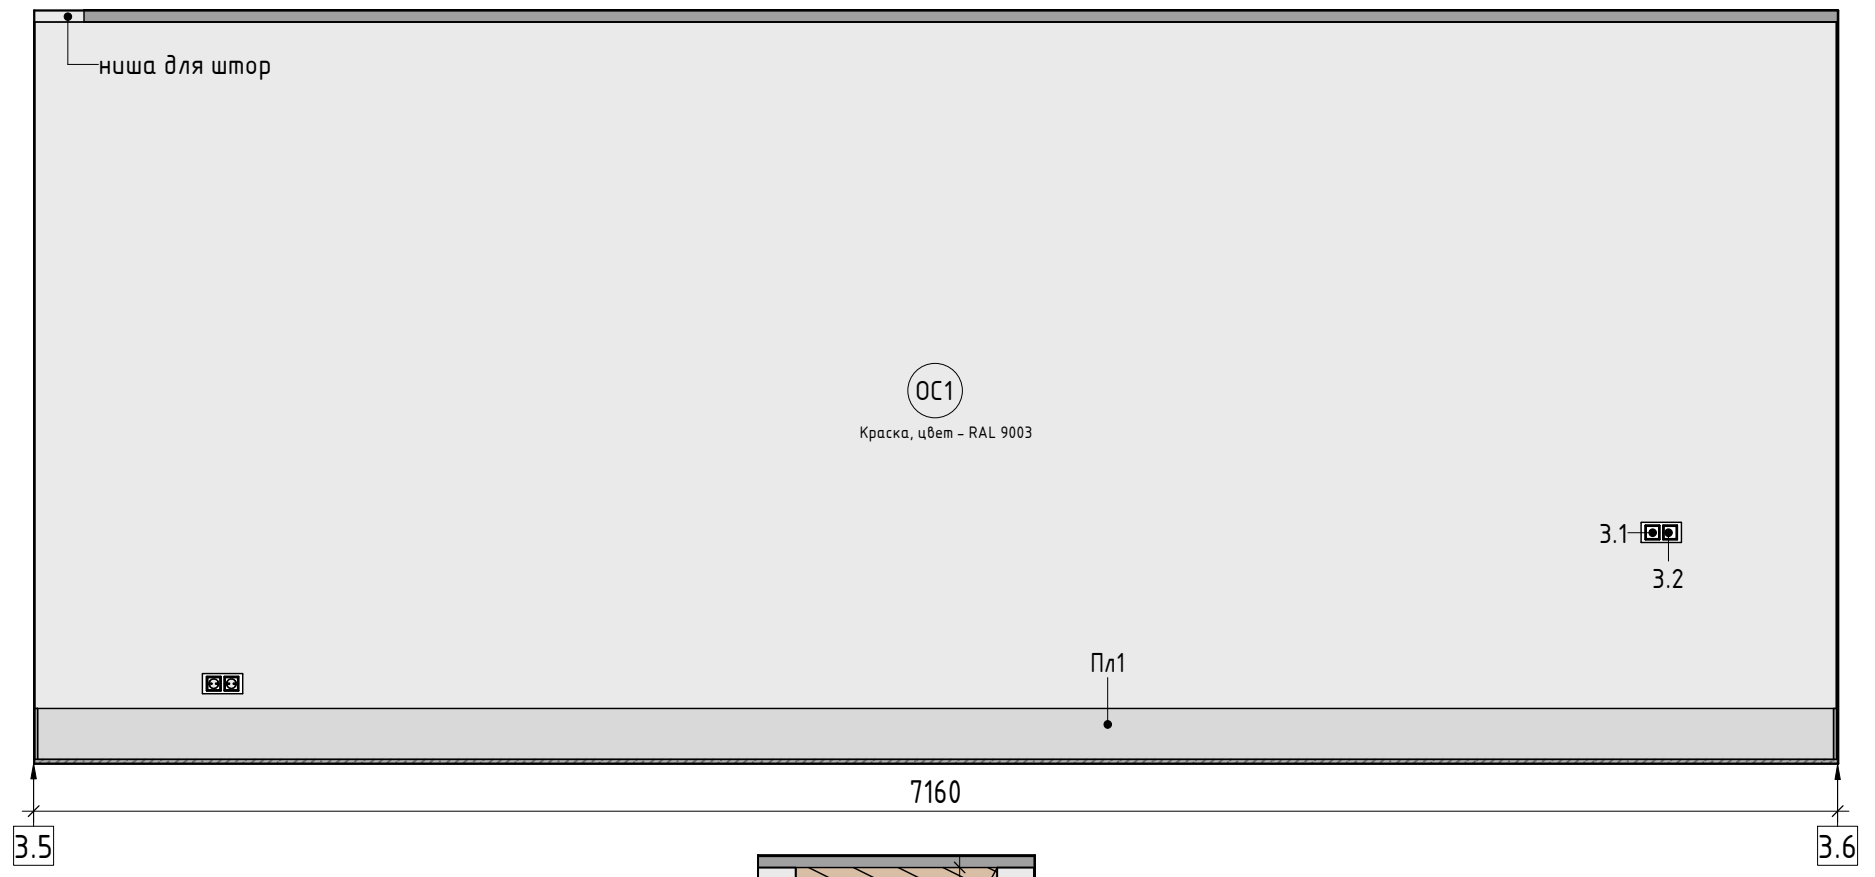 ниша для штор
ОС1
Краска, цвет - RAL 9003
3.1
3.2
Пл1
7160
3.5
3.6